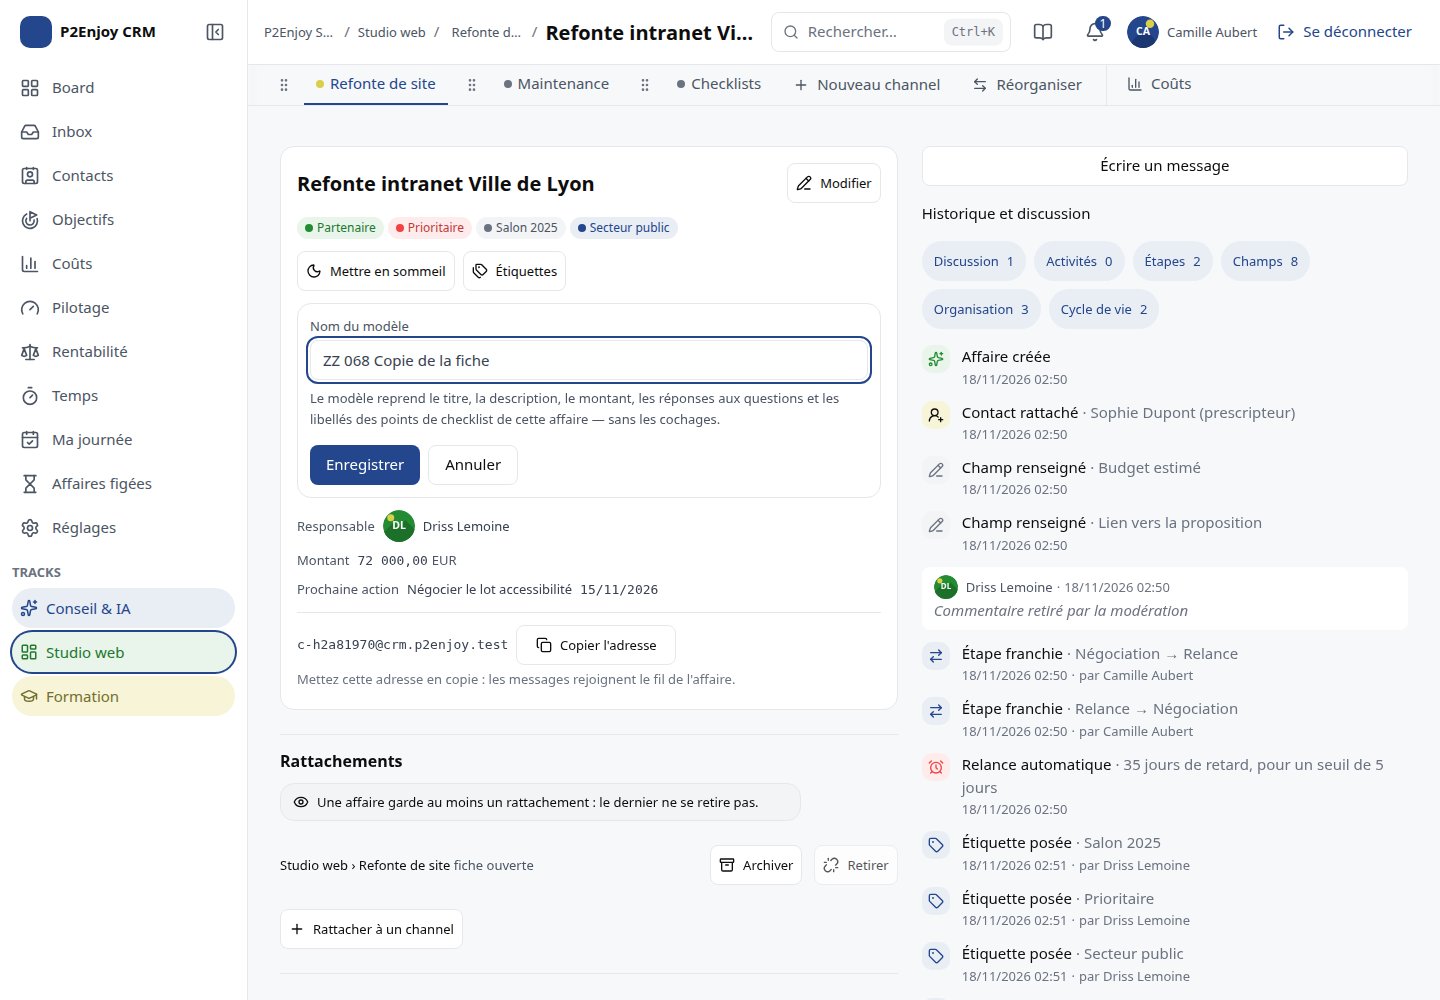 P2Enjoy CRM
Board
Inbox
Contacts
Objectifs
Coûts
Pilotage
Rentabilité
Temps
Ma journée
Affaires figées
Réglages
TRACKS
Conseil & IA
Studio web
Formation
P2Enjoy S... / Studio web / Refonte d... / Refonte intranet Vi...
Rechercher... Ctrl+K
1
CA Camille Aubert
Se déconnecter
Refonte de site
Maintenance
Checklists
Nouveau channel
Réorganiser
Coûts
Refonte intranet Ville de Lyon
Modifier
Partenaire
Prioritaire
Salon 2025
Secteur public
Mettre en sommeil
Étiquettes
Nom du modèle
ZZ 068 Copie de la fiche
Le modèle reprend le titre, la description, le montant, les réponses aux questions et les
libellés des points de checklist de cette affaire — sans les cochages.
Enregistrer
Annuler
Responsable DL Driss Lemoine
Montant 72 000,00 EUR
Prochaine action Négocier le lot accessibilité 15/11/2026
c-h2a81970@crm.p2enjoy.test Copier l'adresse
Mettez cette adresse en copie : les messages rejoignent le fil de l'affaire.
Rattachements
Une affaire garde au moins un rattachement : le dernier ne se retire pas.
Studio web › Refonte de site fiche ouverte
Archiver
Retirer
Rattacher à un channel
Écrire un message
Historique et discussion
Discussion 1
Activités 0
Étapes 2
Champs 8
Organisation 3
Cycle de vie 2
Affaire créée
18/11/2026 02:50
Contact rattaché · Sophie Dupont (prescripteur)
18/11/2026 02:50
Champ renseigné · Budget estimé
18/11/2026 02:50
Champ renseigné · Lien vers la proposition
18/11/2026 02:50
DL Driss Lemoine · 18/11/2026 02:50
Commentaire retiré par la modération
Étape franchie · Négociation → Relance
18/11/2026 02:50 · par Camille Aubert
Étape franchie · Relance → Négociation
18/11/2026 02:50 · par Camille Aubert
Relance automatique · 35 jours de retard, pour un seuil de 5
jours
18/11/2026 02:50
Étiquette posée · Salon 2025
18/11/2026 02:51 · par Driss Lemoine
Étiquette posée · Prioritaire
18/11/2026 02:51 · par Driss Lemoine
Étiquette posée · Secteur public
18/11/2026 02:51 · par Driss Lemoine